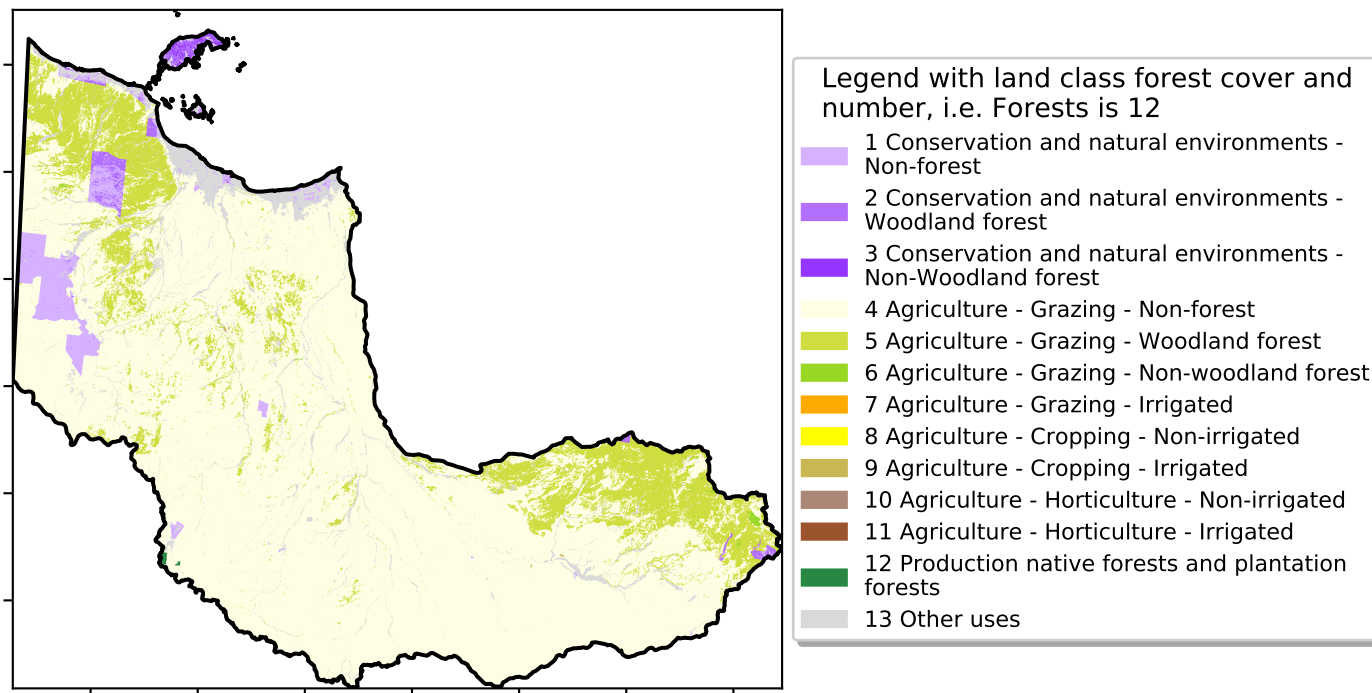 Legend with land class forest cover and
number, i.e. Forests is 12
1 Conservation and natural environments -
Non-forest
2 Conservation and natural environments -
Woodland forest
3 Conservation and natural environments -
Non-Woodland forest
4 Agriculture - Grazing - Non-forest
5 Agriculture - Grazing - Woodland forest
6 Agriculture - Grazing - Non-woodland forest
7 Agriculture - Grazing - Irrigated
8 Agriculture - Cropping - Non-irrigated
9 Agriculture - Cropping - Irrigated
10 Agriculture - Horticulture - Non-irrigated
11 Agriculture - Horticulture - Irrigated
12 Production native forests and plantation
forests
13 Other uses